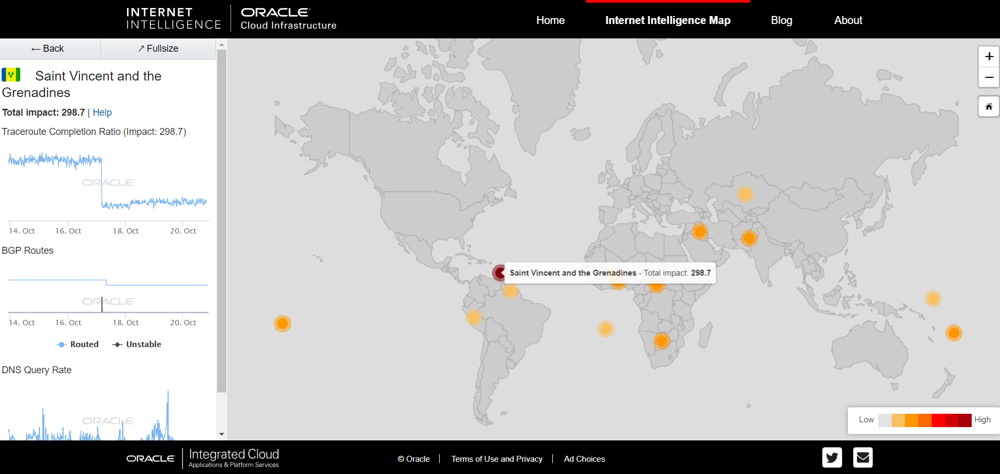 INTERNET
INTELLIGENCE
ORACLE
Cloud Infrastructure
Home
Internet Intelligence Map
Blog
About
← Back
↗ Fullsize
Saint Vincent and the
Grenadines
Total impact: 298.7 | Help
Traceroute Completion Ratio (Impact: 298.7)
ORACLE
14. Oct 16. Oct 18. Oct 20. Oct
BGP Routes
ORACLE
14. Oct 16. Oct 18. Oct 20. Oct
Routed Unstable
DNS Query Rate
ORACLE
+
−
Saint Vincent and the Grenadines - Total impact: 298.7
Low High
ORACLE
Integrated Cloud
Applications & Platform Services
© Oracle
Terms of Use and Privacy
Ad Choices